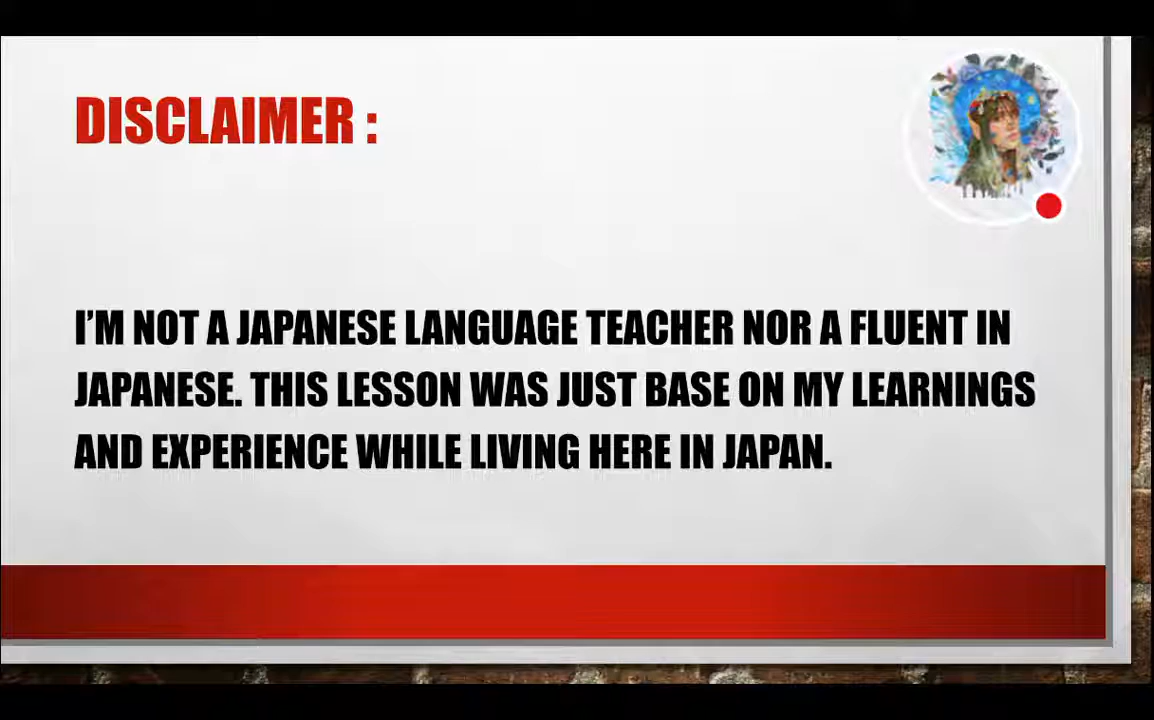 DISCLAIMER :
I'M NOT A JAPANESE LANGUAGE TEACHER NOR A FLUENT IN
JAPANESE. THIS LESSON WAS JUST BASE ON MY LEARNINGS
AND EXPERIENCE WHILE LIVING HERE IN JAPAN.